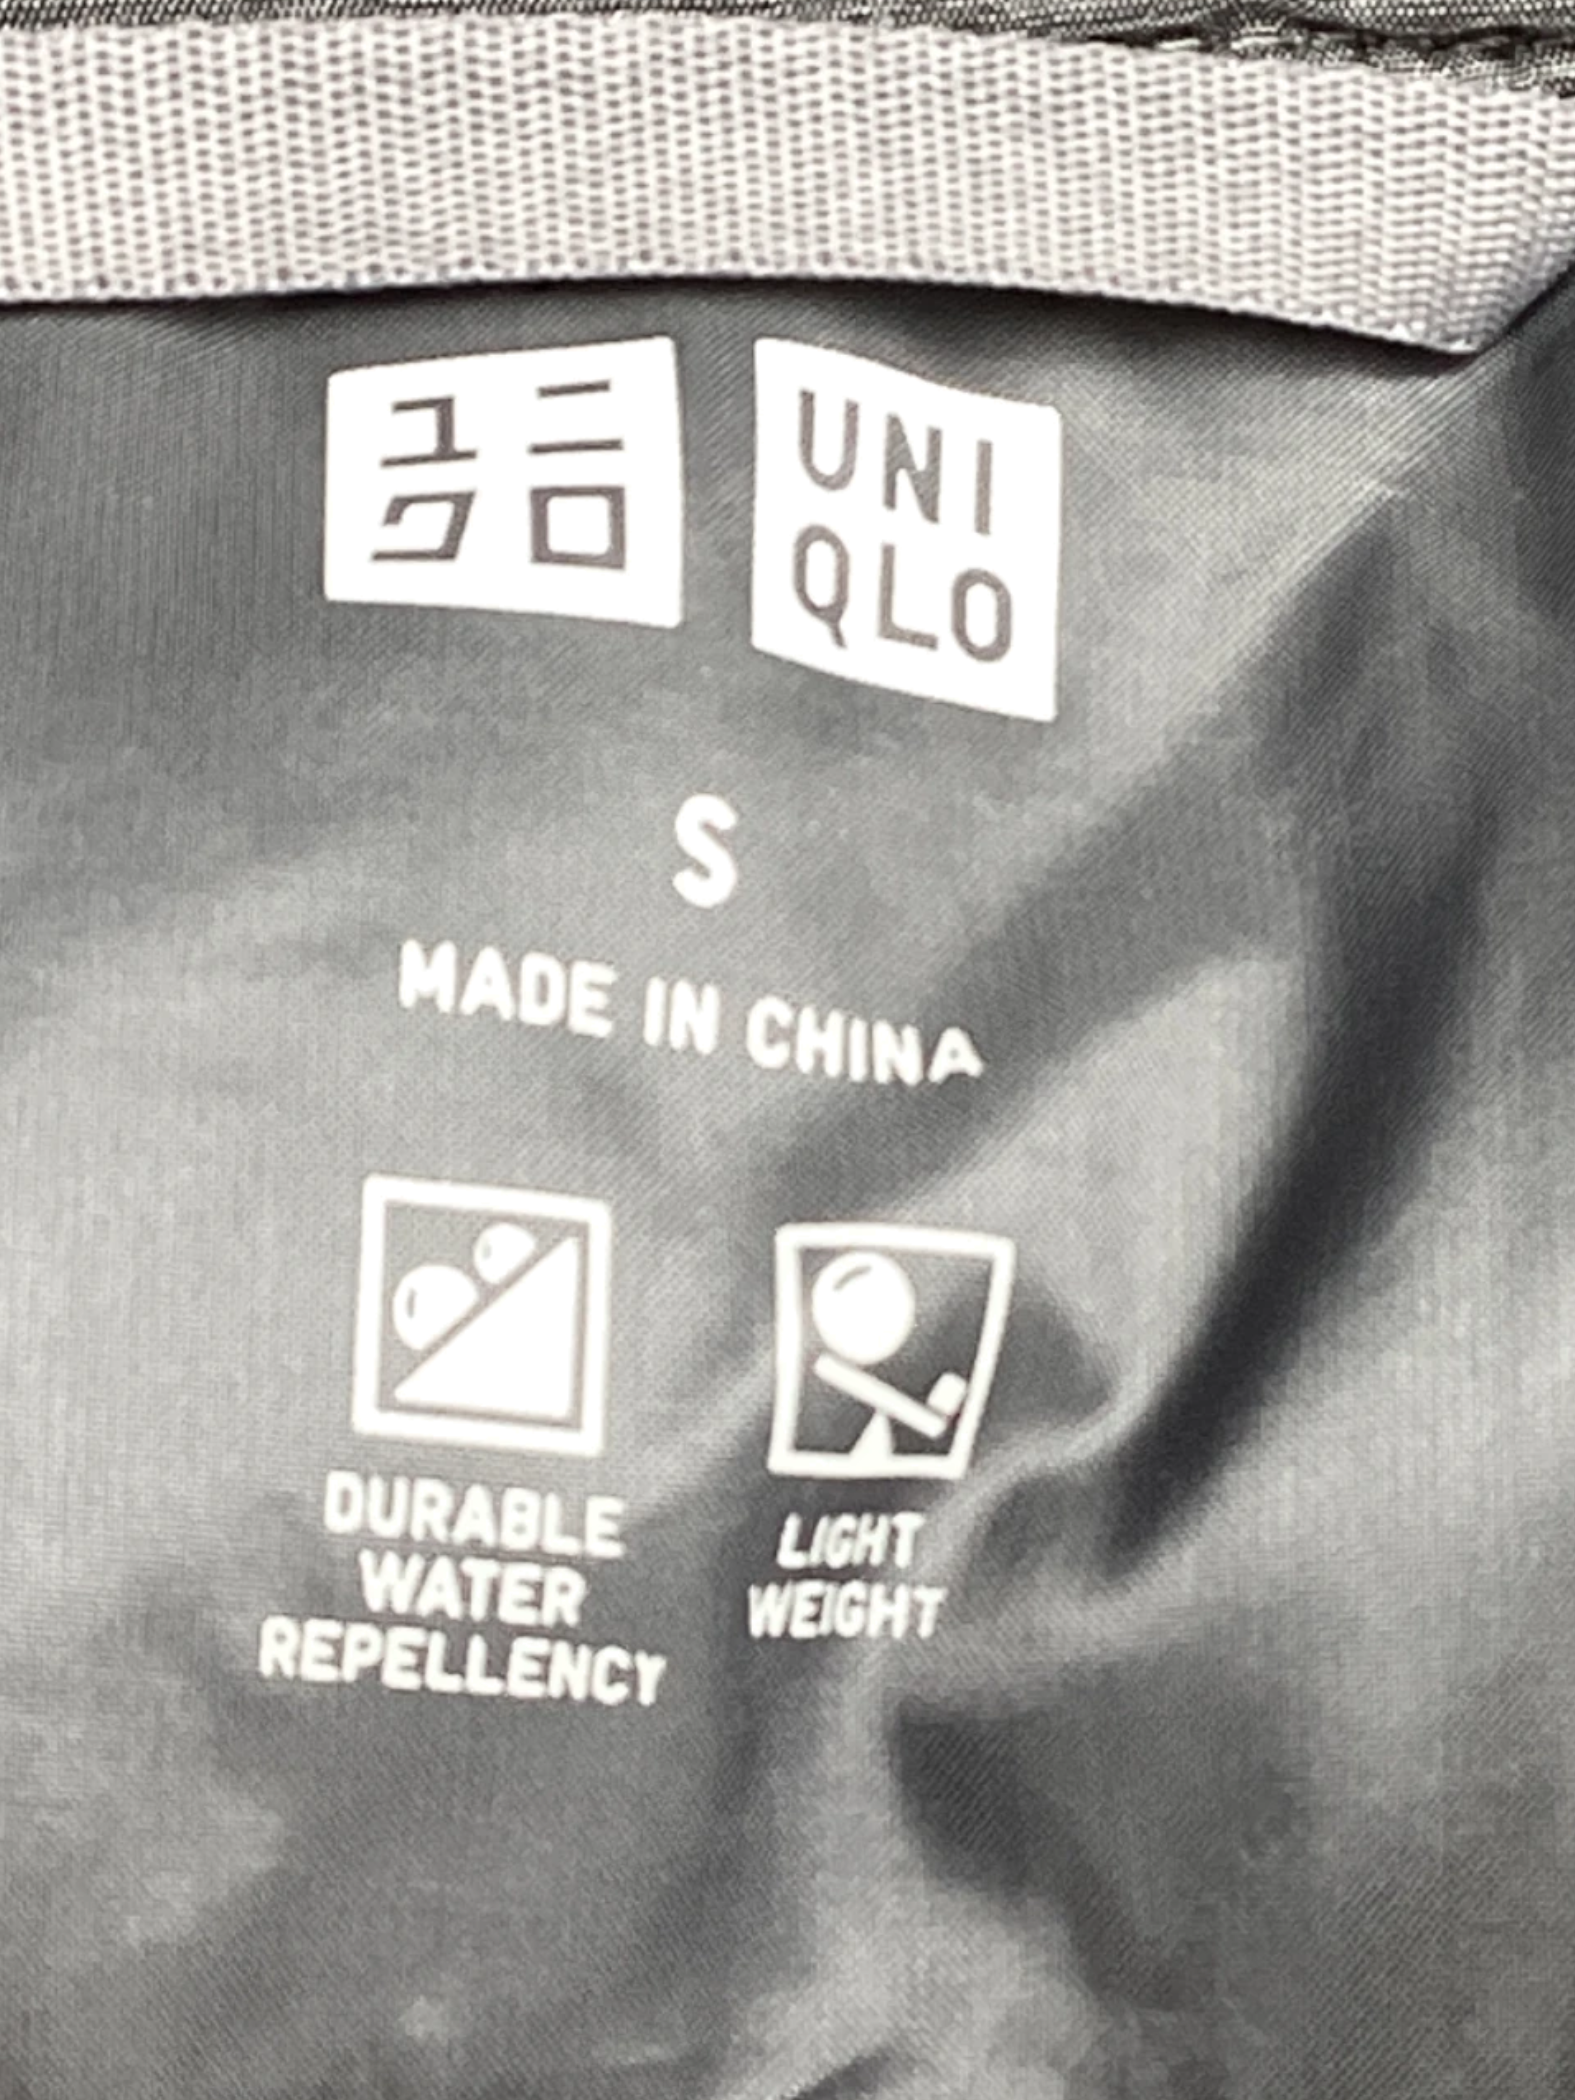 ユニ
クロ
UNI
QLO
S
MADE IN CHINA
DURABLE
WATER
REPELLENCY
LIGHT
WEIGHT